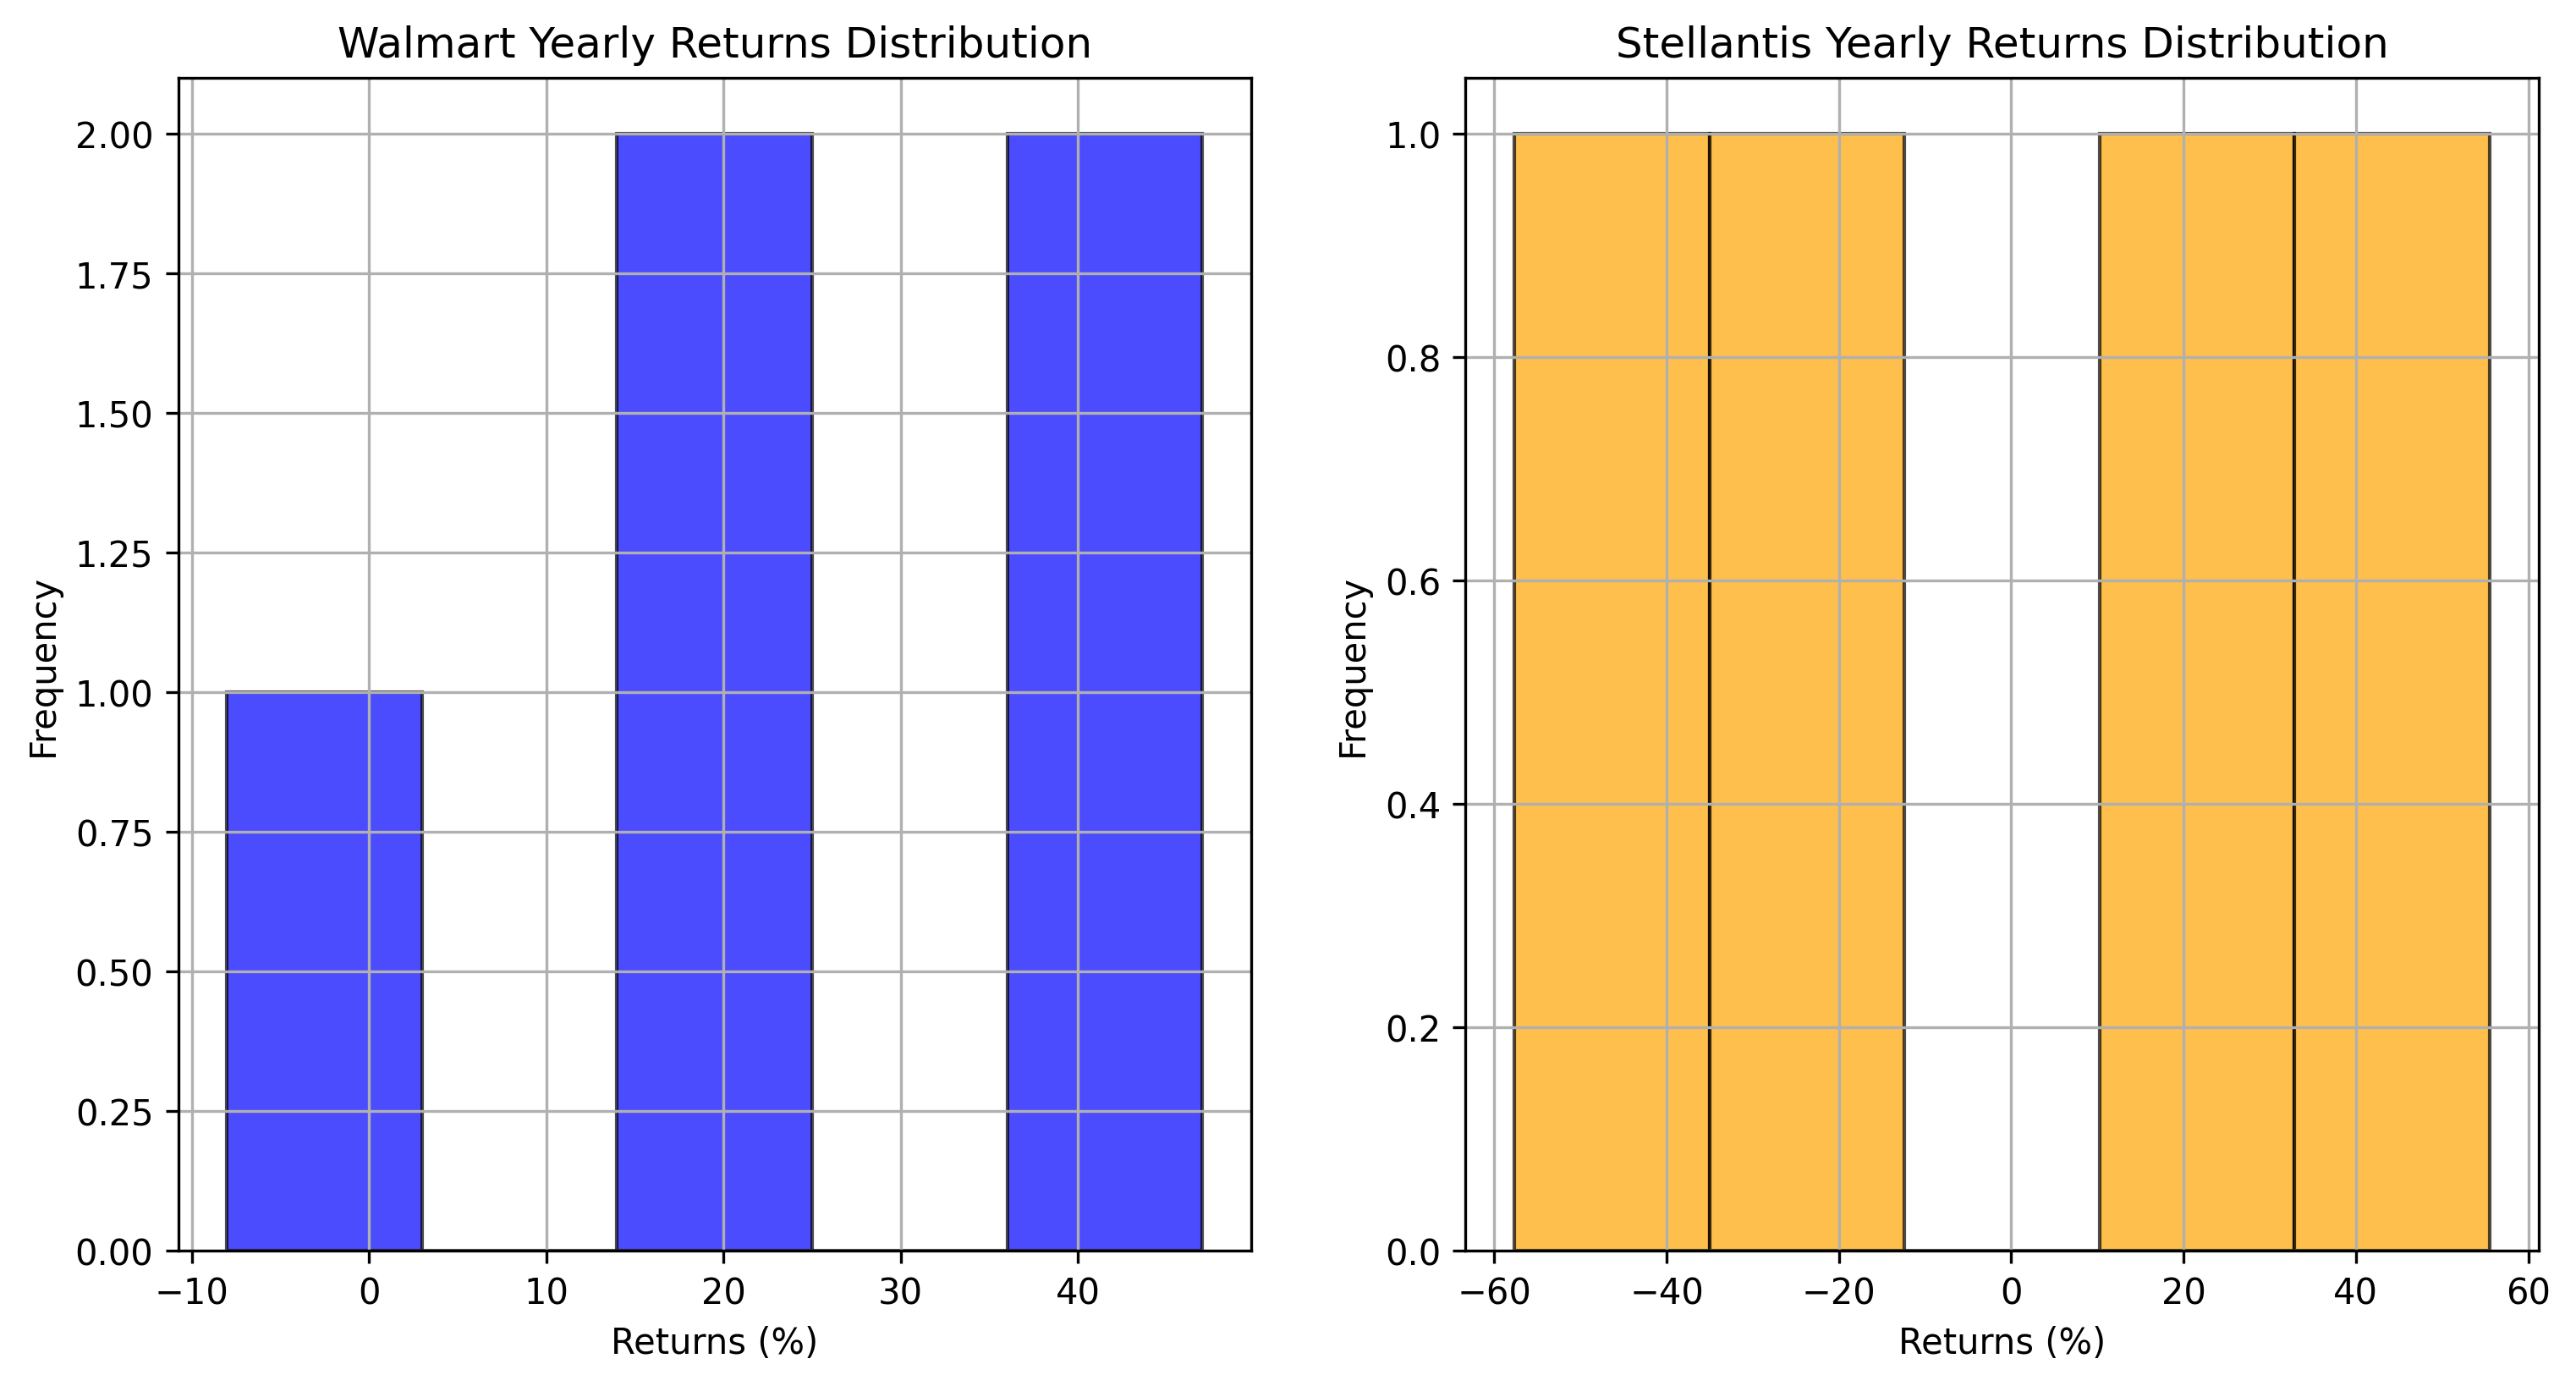 Walmart Yearly Returns Distribution
Frequency
2.00
1.75
1.50
1.25
1.00
0.75
0.50
0.25
0.00
−10 0 10 20 30 40
Returns (%)
Stellantis Yearly Returns Distribution
Frequency
1.0
0.8
0.6
0.4
0.2
0.0
−60 −40 −20 0 20 40 60
Returns (%)